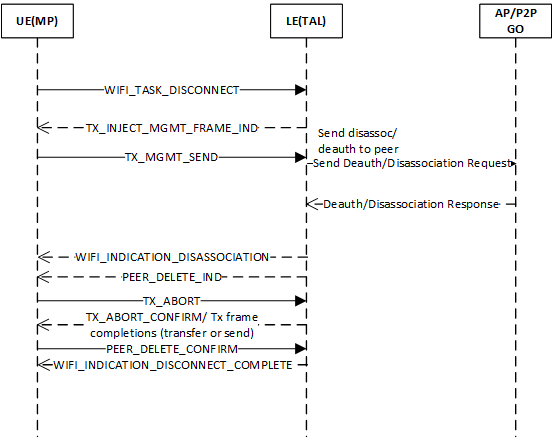 UE(MP)
LE(TAL)
AP/P2P
GO
WIFI_TASK_DISCONNECT
TX_INJECT_MGMT_FRAME_IND
Send disassoc/
deauth to peer
TX_MGMT_SEND
Send Deauth/Disassociation Request
Deauth/Disassociation Response
WIFI_INDICATION_DISASSOCIATION
PEER_DELETE_IND
TX_ABORT
TX_ABORT_CONFIRM/ Tx frame
completions (transfer or send)
PEER_DELETE_CONFIRM
WIFI_INDICATION_DISCONNECT_COMPLETE